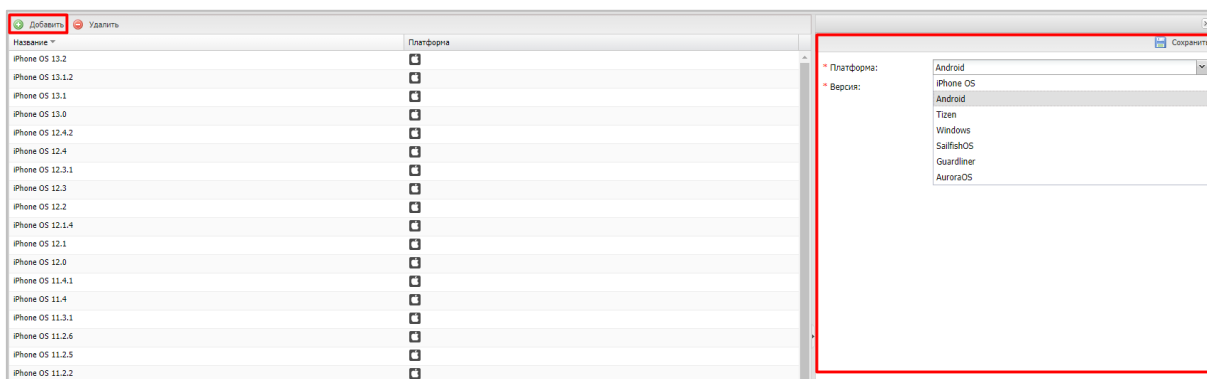 Добавить Удалить
Название Платформа
iPhone OS 13.2
iPhone OS 13.1.2
iPhone OS 13.1
iPhone OS 13.0
iPhone OS 12.4.2
iPhone OS 12.4
iPhone OS 12.3.1
iPhone OS 12.3
iPhone OS 12.2
iPhone OS 12.1.4
iPhone OS 12.1
iPhone OS 12.0
iPhone OS 11.4.1
iPhone OS 11.4
iPhone OS 11.3.1
iPhone OS 11.2.6
iPhone OS 11.2.5
iPhone OS 11.2.2
Сохранить
* Платформа: Android
* Версия:
iPhone OS
Android
Tizen
Windows
SailfishOS
Guardliner
AuroraOS